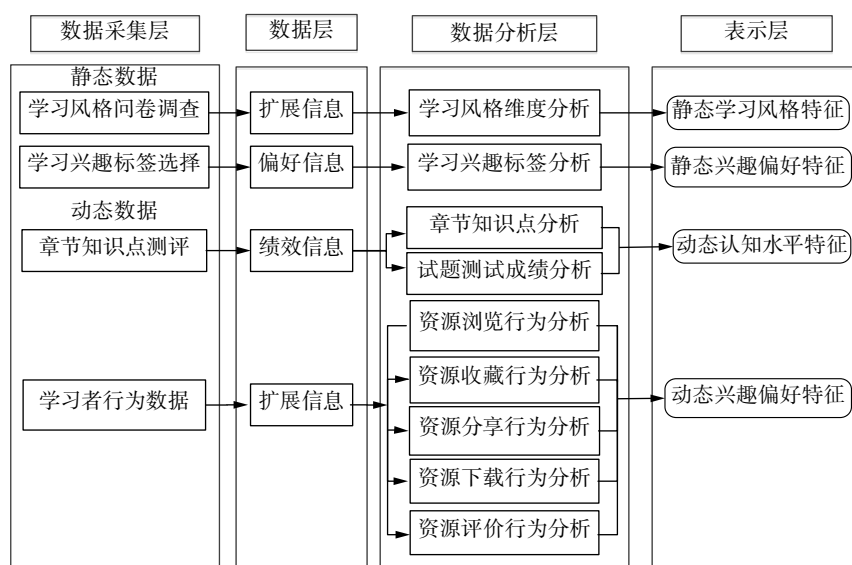 数据采集层
数据层
数据分析层
表示层
静态数据
学习风格问卷调查
扩展信息
学习风格维度分析
静态学习风格特征
学习兴趣标签选择
偏好信息
学习兴趣标签分析
静态兴趣偏好特征
动态数据
章节知识点测评
绩效信息
章节知识点分析
试题测试成绩分析
动态认知水平特征
学习者行为数据
扩展信息
资源浏览行为分析
资源收藏行为分析
资源分享行为分析
资源下载行为分析
资源评价行为分析
动态兴趣偏好特征